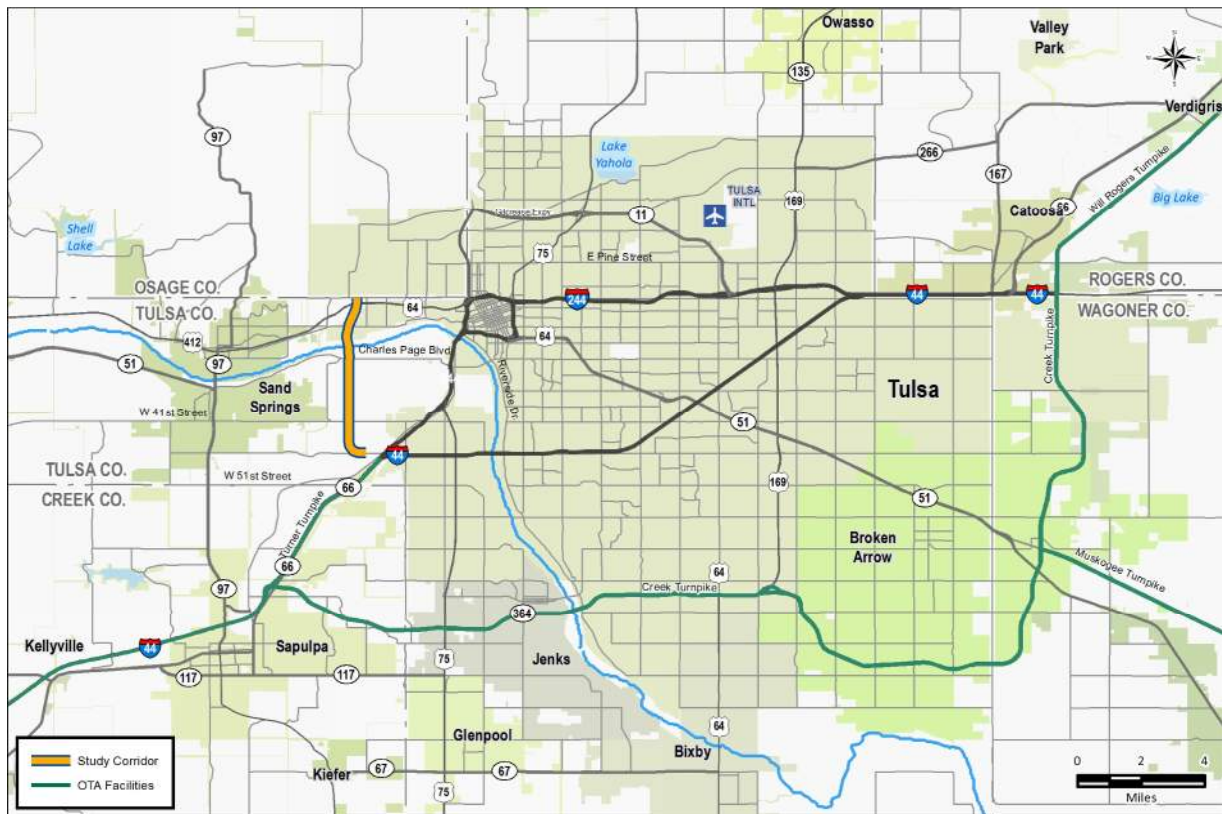 Owasso
Valley
Park
135
Verdigris
97
Lake
Yahola
266
167
Will Rogers Turnpike
TULSA
INTL
169
Catoosa
66
Big Lake
Shell
Lake
Gilcrease Expy
11
75
E Pine Street
OSAGE CO.
TULSA CO.
64
244
44
44
ROGERS CO.
WAGONER CO.
412
97
51
Charles Page Blvd
64
Riverside Dr.
Creek Turnpike
Sand
Springs
W 41st Street
Tulsa
51
44
TULSA CO.
CREEK CO.
W 51st Street
66
169
51
Turner Turnpike
Broken
Arrow
Muskogee Turnpike
66
64
97
Creek Turnpike
364
Kellyville
44
Sapulpa
Jenks
75
117
117
Glenpool
Bixby
64
Kiefer
67
67
75
Study Corridor
OTA Facilities
0 2 4
Miles